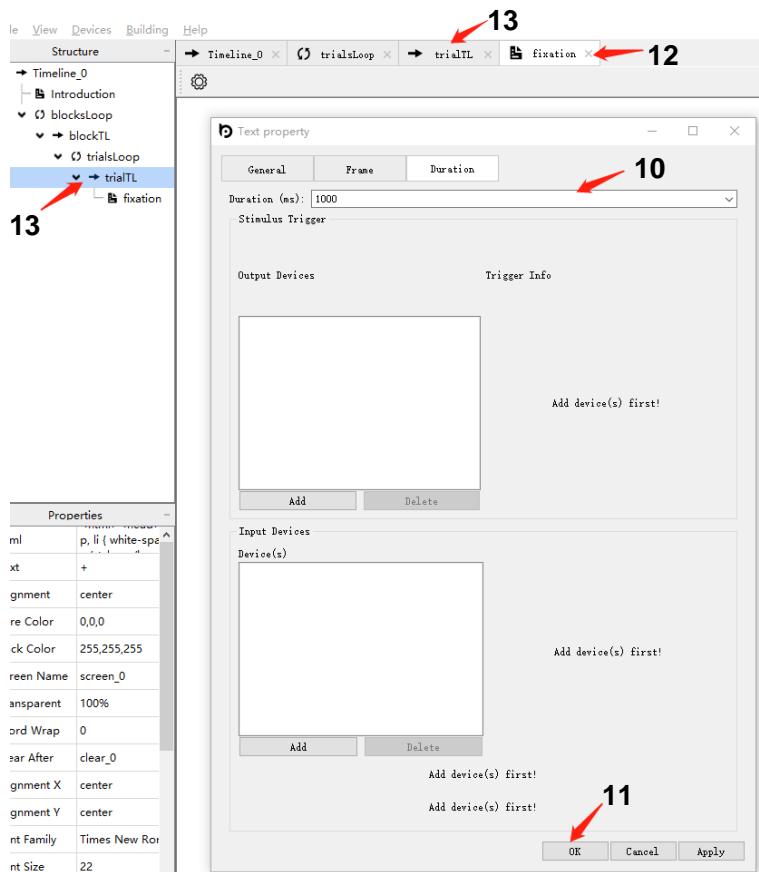 le View Devices Building Help
13
Structure
Timeline_0 trialsLoop trialTL fixation
12
Timeline_0
Introduction
blocksLoop
blockTL
trialsLoop
trialTL
fixation
13
Text property
General Frame Duration
10
Duration (ms): 1000
Stimulus Trigger
Output Devices Trigger Info
Add device(s) first!
Add Delete
Input Devices
Device(s)
Add device(s) first!
Add Delete
Add device(s) first!
Add device(s) first!
11
OK Cancel Apply
Properties
ml p, li { white-spa
xt +
gnment center
re Color 0,0,0
ck Color 255,255,255
reen Name screen_0
ansparent 100%
ord Wrap 0
ear After clear_0
gnment X center
gnment Y center
nt Family Times New Ror
nt Size 22